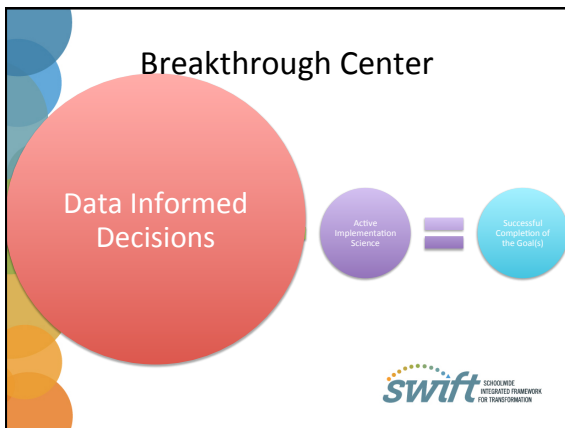 Breakthrough Center
Data Informed
Decisions
Active
Implementation
Science
Successful
Completion of
the Goal(s)
swift
SCHOOLWIDE
INTEGRATED FRAMEWORK
FOR TRANSFORMATION